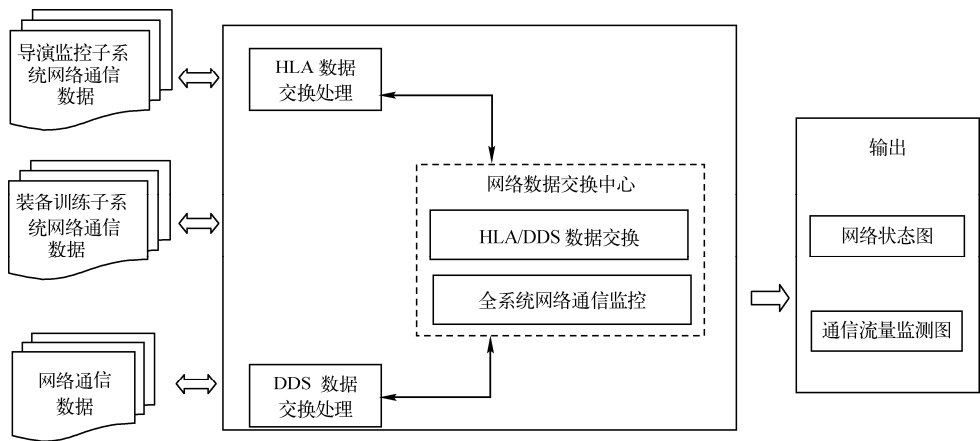 导演监控子系
统网络通信
数据
装备训练子系
统网络通信
数据
网络通信
数据
HLA 数据
交换处理
网络数据交换中心
HLA/DDS 数据交换
全系统网络通信监控
DDS 数据
交换处理
输出
网络状态图
通信流量监测图